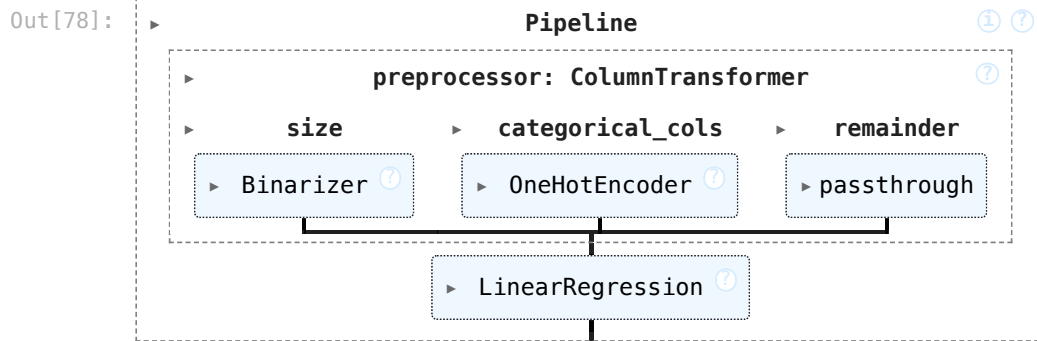 Out[78]:
▸ Pipeline i ?
▸ preprocessor: ColumnTransformer ?
▸ size ▸ categorical_cols ▸ remainder
▸ Binarizer ? ▸ OneHotEncoder ? ▸ passthrough
▸ LinearRegression ?